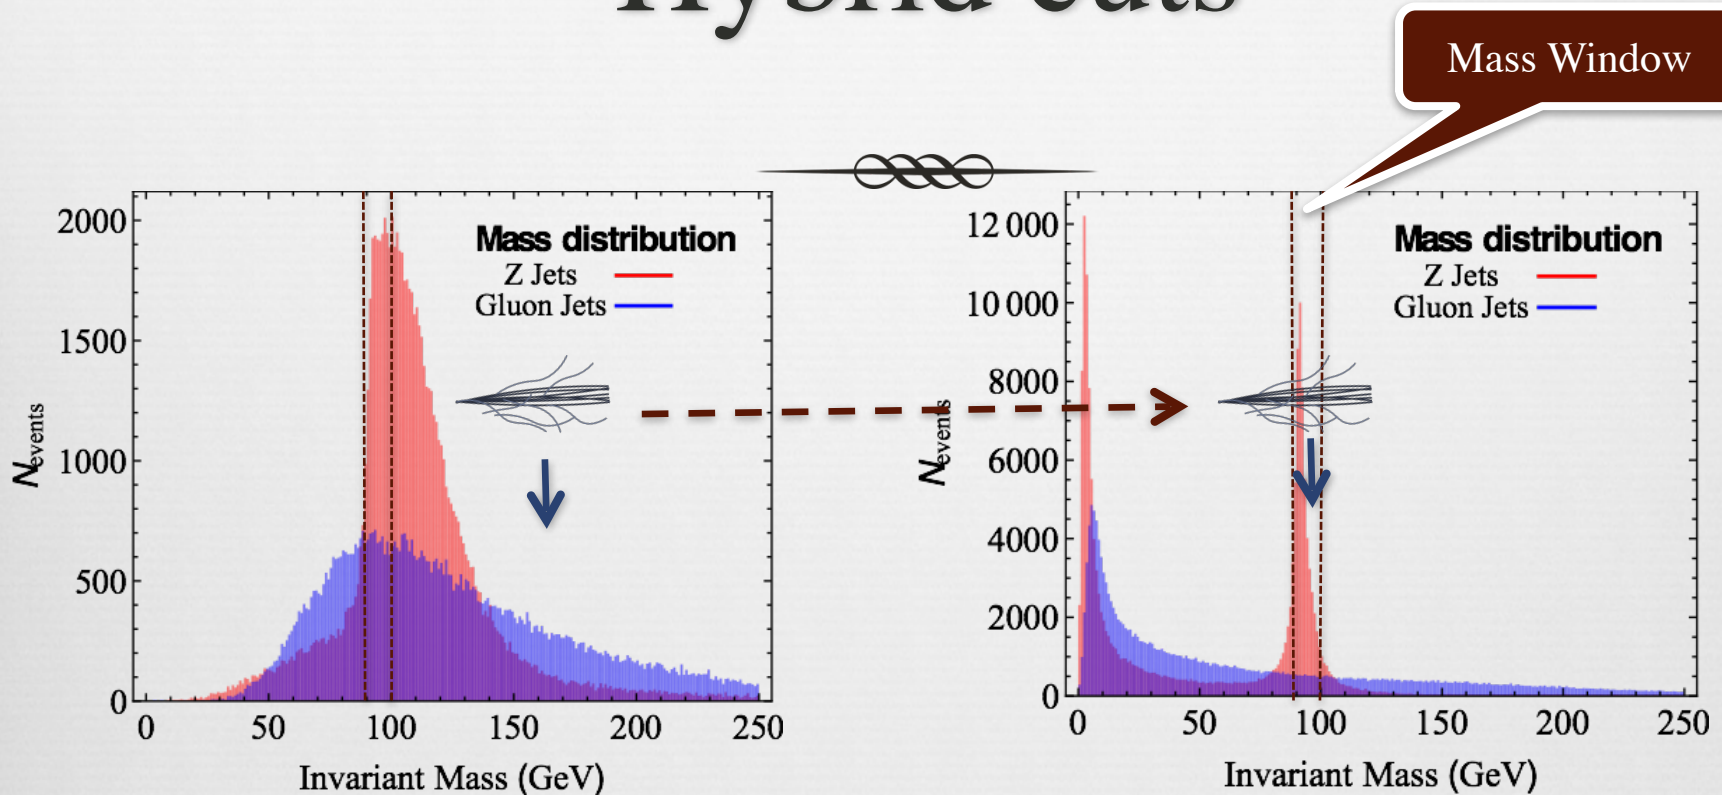 Hybrid cuts
Mass Window
2000
1500
1000
500
0
N events
Mass distribution
Z Jets
Gluon Jets
0 50 100 150 200 250
Invariant Mass (GeV)
12 000
10 000
8000
6000
4000
2000
0
N events
Mass distribution
Z Jets
Gluon Jets
0 50 100 150 200 250
Invariant Mass (GeV)